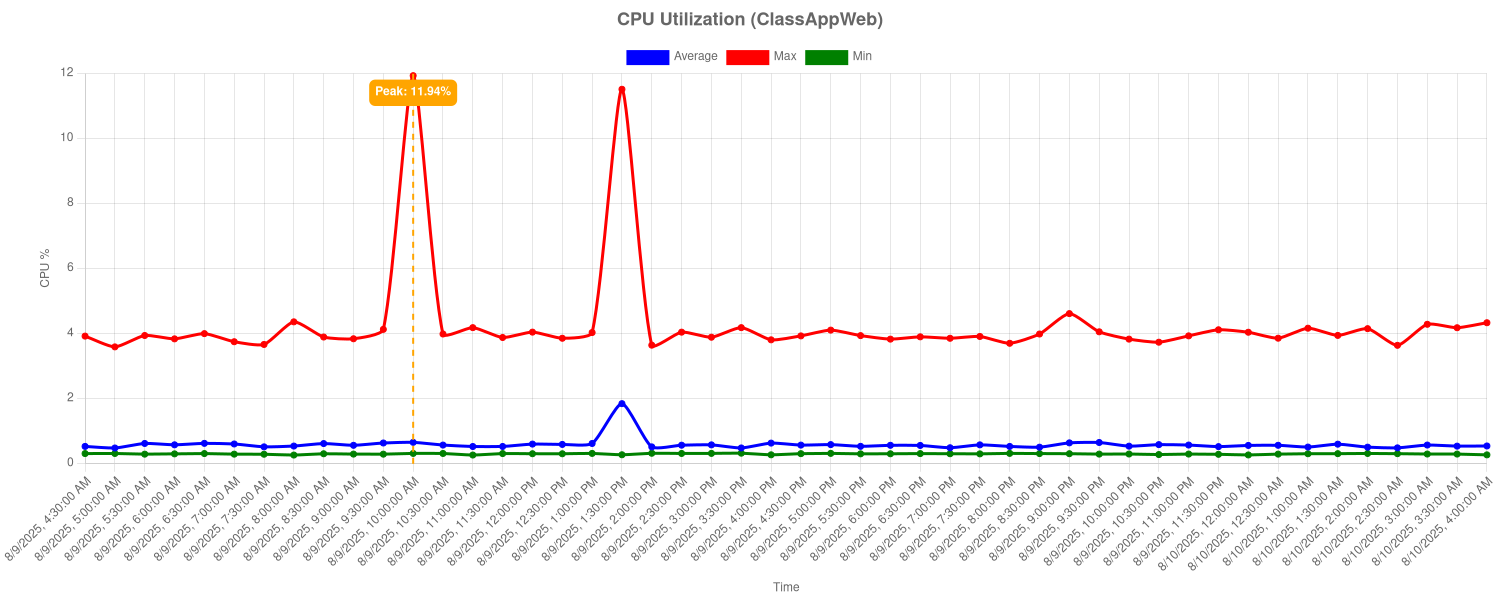 CPU Utilization (ClassAppWeb)
Average Max Min
12
Peak: 11.94%
10
8
6
CPU %
4
2
0
8/9/2025, 4:30:00 AM
8/9/2025, 5:00:00 AM
8/9/2025, 5:30:00 AM
8/9/2025, 6:00:00 AM
8/9/2025, 6:30:00 AM
8/9/2025, 7:00:00 AM
8/9/2025, 7:30:00 AM
8/9/2025, 8:00:00 AM
8/9/2025, 8:30:00 AM
8/9/2025, 9:00:00 AM
8/9/2025, 9:30:00 AM
8/9/2025, 10:00:00 AM
8/9/2025, 10:30:00 AM
8/9/2025, 11:00:00 AM
8/9/2025, 11:30:00 AM
8/9/2025, 12:00:00 PM
8/9/2025, 12:30:00 PM
8/9/2025, 1:00:00 PM
8/9/2025, 1:30:00 PM
8/9/2025, 2:00:00 PM
8/9/2025, 2:30:00 PM
8/9/2025, 3:00:00 PM
8/9/2025, 3:30:00 PM
8/9/2025, 4:00:00 PM
8/9/2025, 4:30:00 PM
8/9/2025, 5:00:00 PM
8/9/2025, 5:30:00 PM
8/9/2025, 6:00:00 PM
8/9/2025, 6:30:00 PM
8/9/2025, 7:00:00 PM
8/9/2025, 7:30:00 PM
8/9/2025, 8:00:00 PM
8/9/2025, 8:30:00 PM
8/9/2025, 9:00:00 PM
8/9/2025, 9:30:00 PM
8/9/2025, 10:00:00 PM
8/9/2025, 10:30:00 PM
8/9/2025, 11:00:00 PM
8/9/2025, 11:30:00 PM
8/10/2025, 12:00:00 AM
8/10/2025, 12:30:00 AM
8/10/2025, 1:00:00 AM
8/10/2025, 1:30:00 AM
8/10/2025, 2:00:00 AM
8/10/2025, 2:30:00 AM
8/10/2025, 3:00:00 AM
8/10/2025, 3:30:00 AM
8/10/2025, 4:00:00 AM
Time